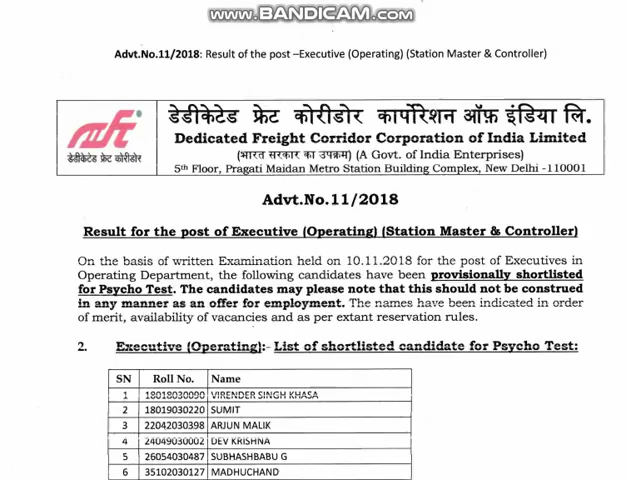 www.BANDICAM.com
Advt.No.11/2018: Result of the post –Executive (Operating) (Station Master & Controller)
डेडीकेटेड फ्रेट कोरीडोर
डेडीकेटेड फ्रेट कोरीडोर कार्पोरेशन ऑफ़ इंडिया लि.
Dedicated Freight Corridor Corporation of India Limited
(भारत सरकार का उपक्रम) (A Govt. of India Enterprises)
5th Floor, Pragati Maidan Metro Station Building Complex, New Delhi -110001
Advt.No.11/2018
Result for the post of Executive (Operating) (Station Master & Controller)
On the basis of written Examination held on 10.11.2018 for the post of Executives in
Operating Department, the following candidates have been provisionally shortlisted
for Psycho Test. The candidates may please note that this should not be construed
in any manner as an offer for employment. The names have been indicated in order
of merit, availability of vacancies and as per extant reservation rules.
2. Executive (Operating):- List of shortlisted candidate for Psycho Test:
SN Roll No. Name
1 18018030090 VIRENDER SINGH KHASA
2 18019030220 SUMIT
3 22042030398 ARJUN MALIK
4 24049030002 DEV KRISHNA
5 26054030487 SUBHASHBABU G
6 35102030127 MADHUCHAND